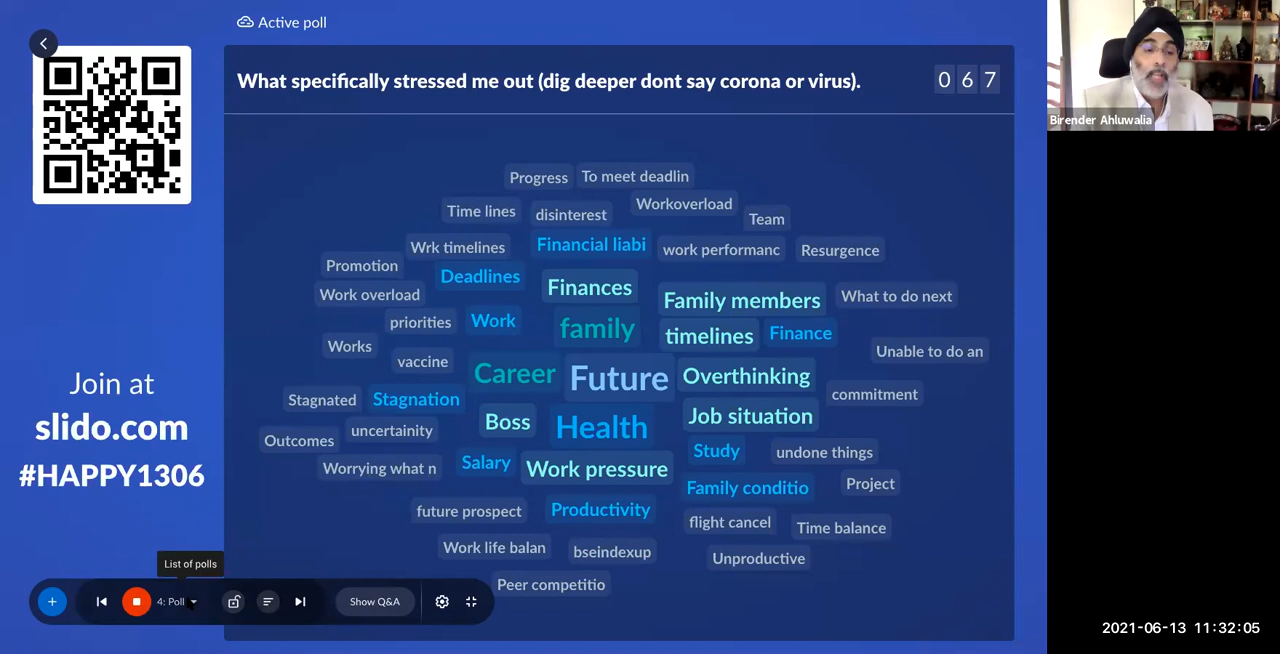 Active poll
What specifically stressed me out (dig deeper dont say corona or virus).
067
Birender Ahluwalia
Progress
To meet deadlin
Time lines
disinterest
Workoverload
Team
Wrk timelines
Financial liabi
work performanc
Resurgence
Promotion
Deadlines
Finances
Family members
What to do next
Work overload
priorities
Work
family
timelines
Finance
Works
vaccine
Unable to do an
Career
Future
Overthinking
Join at
slido.com
#HAPPY1306
Stagnated
Stagnation
commitment
Boss
Health
Job situation
Outcomes
uncertainity
Study
undone things
Worrying what n
Salary
Work pressure
Family conditio
Project
future prospect
Productivity
flight cancel
Time balance
Work life balan
bseindexup
Unproductive
Peer competitio
List of polls
4: Poll
Show Q&A
2021-06-13 11:32:05